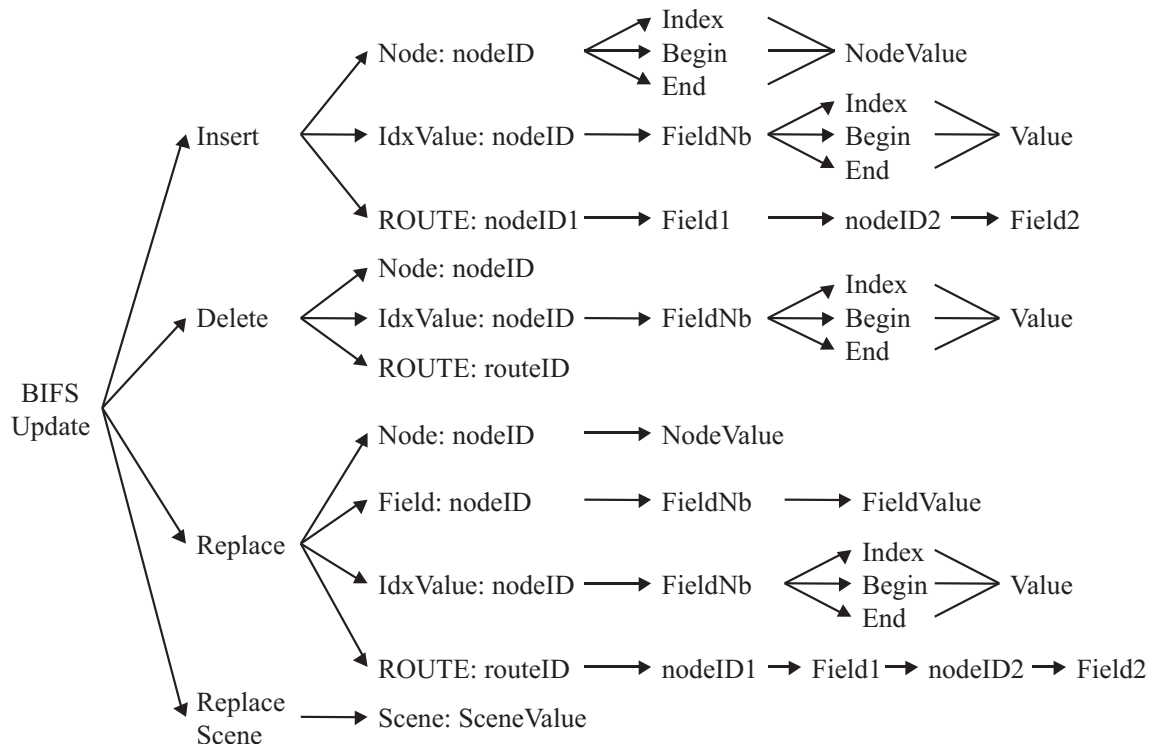 Index
Node: nodeID Begin NodeValue
End
Index
Insert IdxValue: nodeID FieldNb Begin Value
End
ROUTE: nodeID1 Field1 nodeID2 Field2
Node: nodeID
Index
Delete IdxValue: nodeID FieldNb Begin Value
End
ROUTE: routeID
BIFS
Update
Node: nodeID NodeValue
Field: nodeID FieldNb FieldValue
Replace
Index
IdxValue: nodeID FieldNb Begin Value
End
ROUTE: routeID nodeID1 Field1 nodeID2 Field2
Replace
Scene
Scene: SceneValue